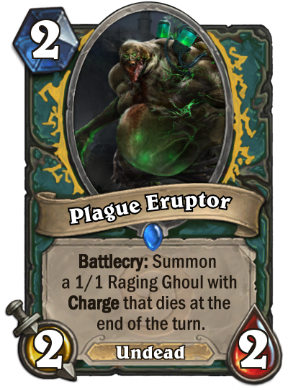 2
Plague Eruptor
Battlecry: Summon
a 1/1 Raging Ghoul with
Charge that dies at the
end of the turn.
2
Undead
2